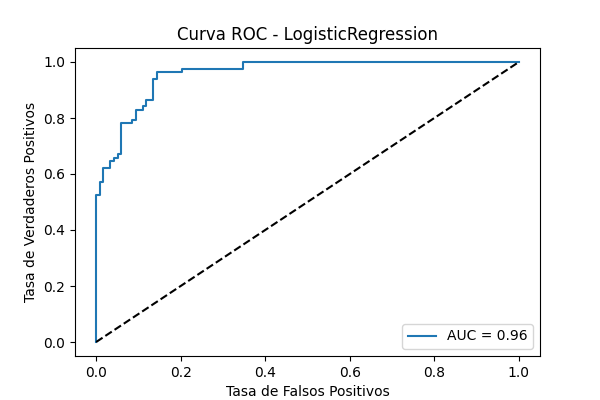 Curva ROC - LogisticRegression
Tasa de Verdaderos Positivos
1.0
0.8
0.6
0.4
0.2
0.0
AUC = 0.96
0.0 0.2 0.4 0.6 0.8 1.0
Tasa de Falsos Positivos